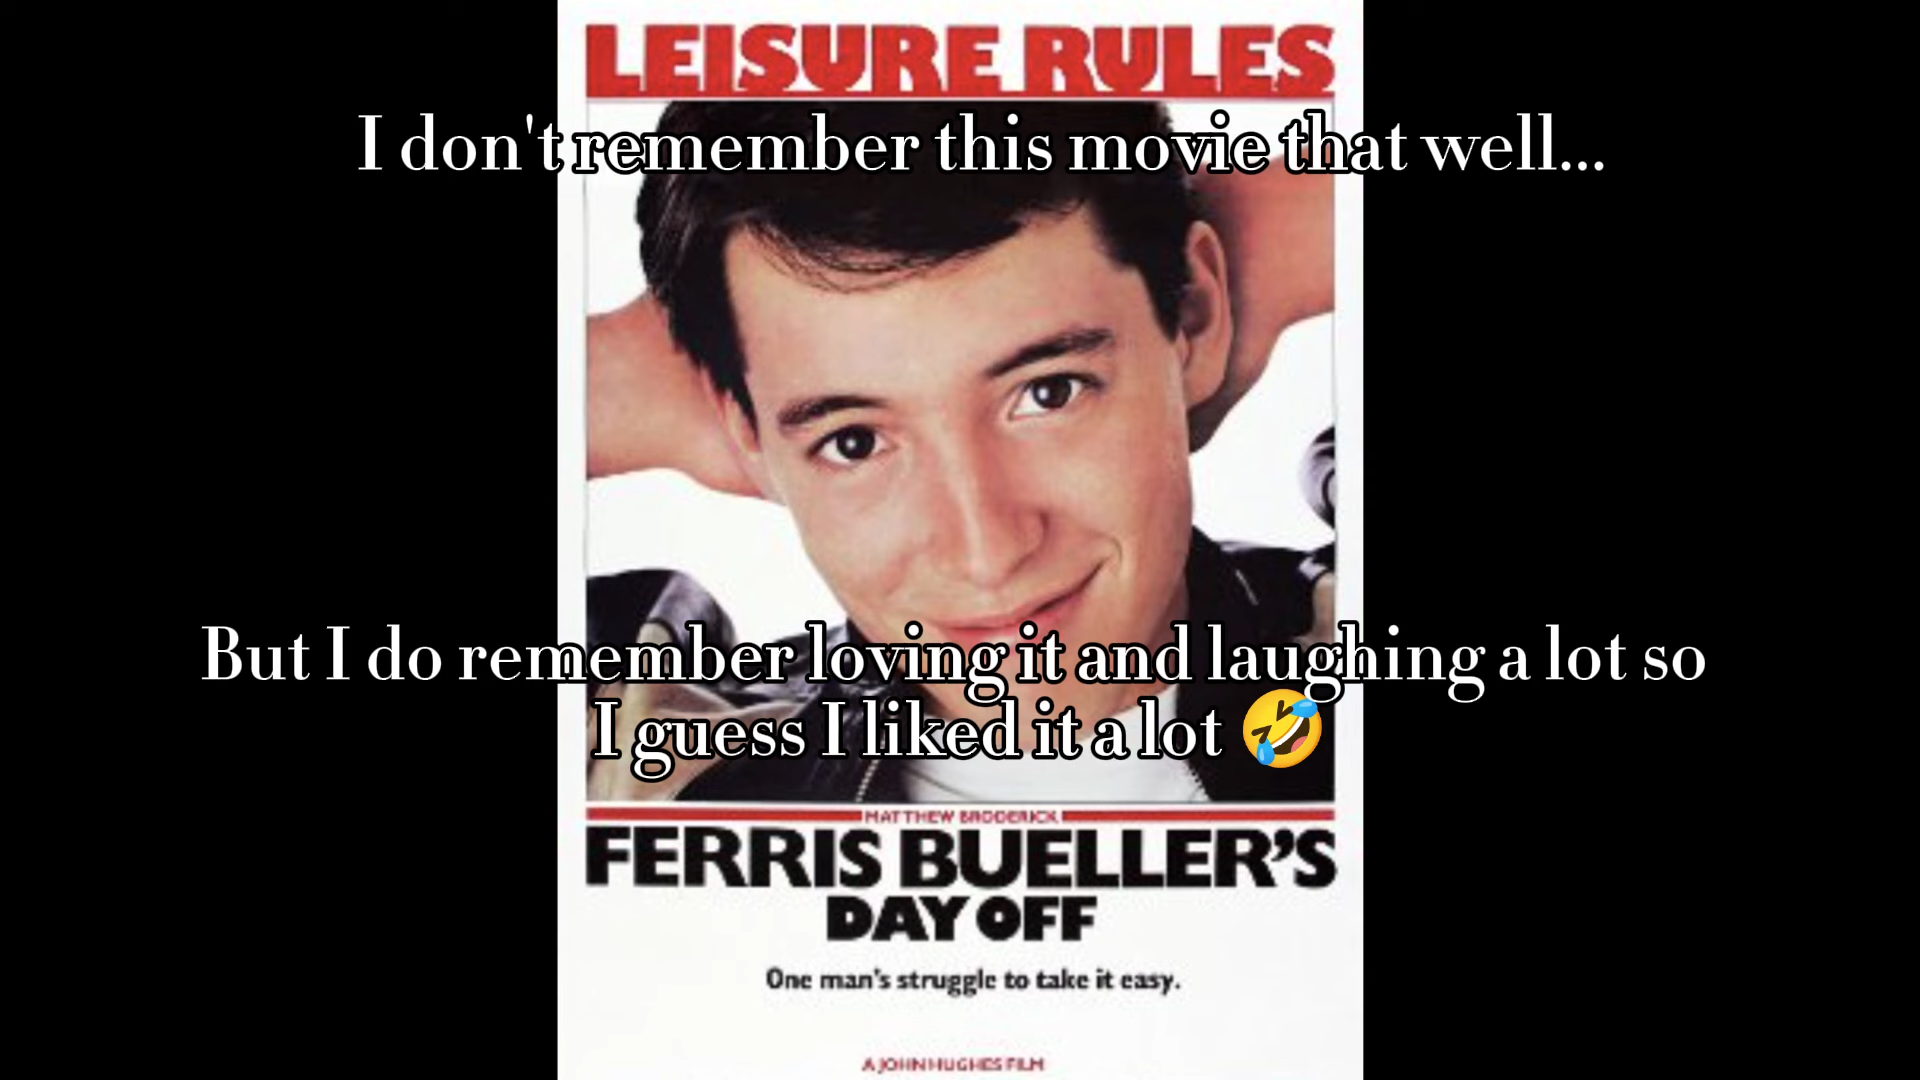 LEISURE RULES
I don't remember this movie that well...
But I do remember loving it and laughing a lot so
I guess I liked it a lot 🤣
MATTHEW BRODERICK
FERRIS BUELLER'S
DAY OFF
One man's struggle to take it easy.
A JOHN HUGHES FILM